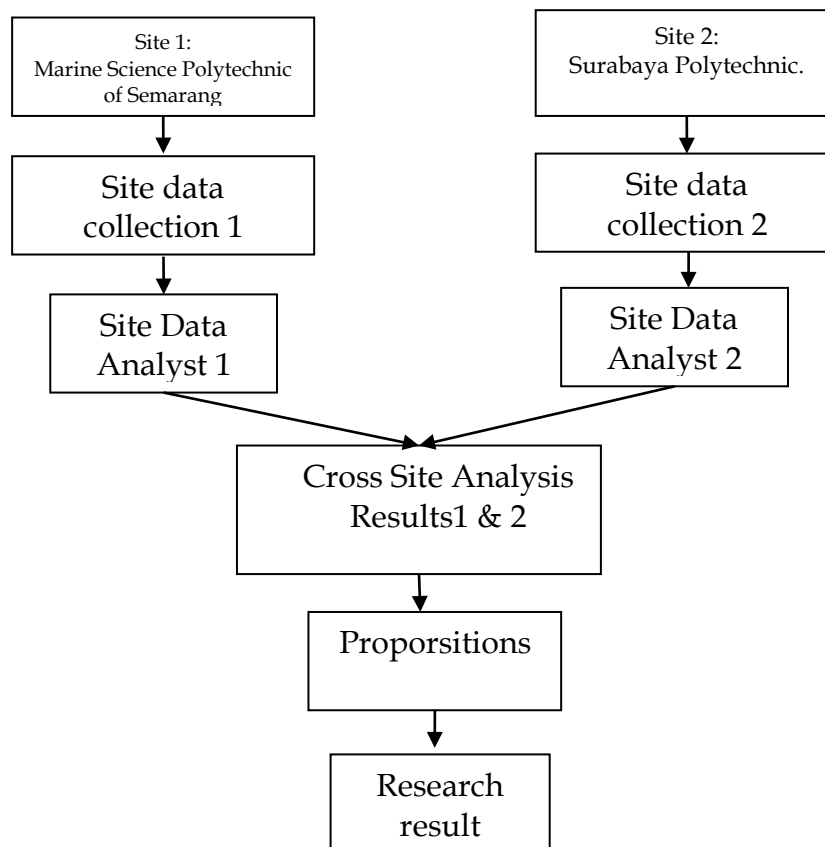 Site 1:
Marine Science Polytechnic
of Semarang
Site 2:
Surabaya Polytechnic.
Site data
collection 1
Site data
collection 2
Site Data
Analyst 1
Site Data
Analyst 2
Cross Site Analysis
Results1 & 2
Proporsitions
Research
result